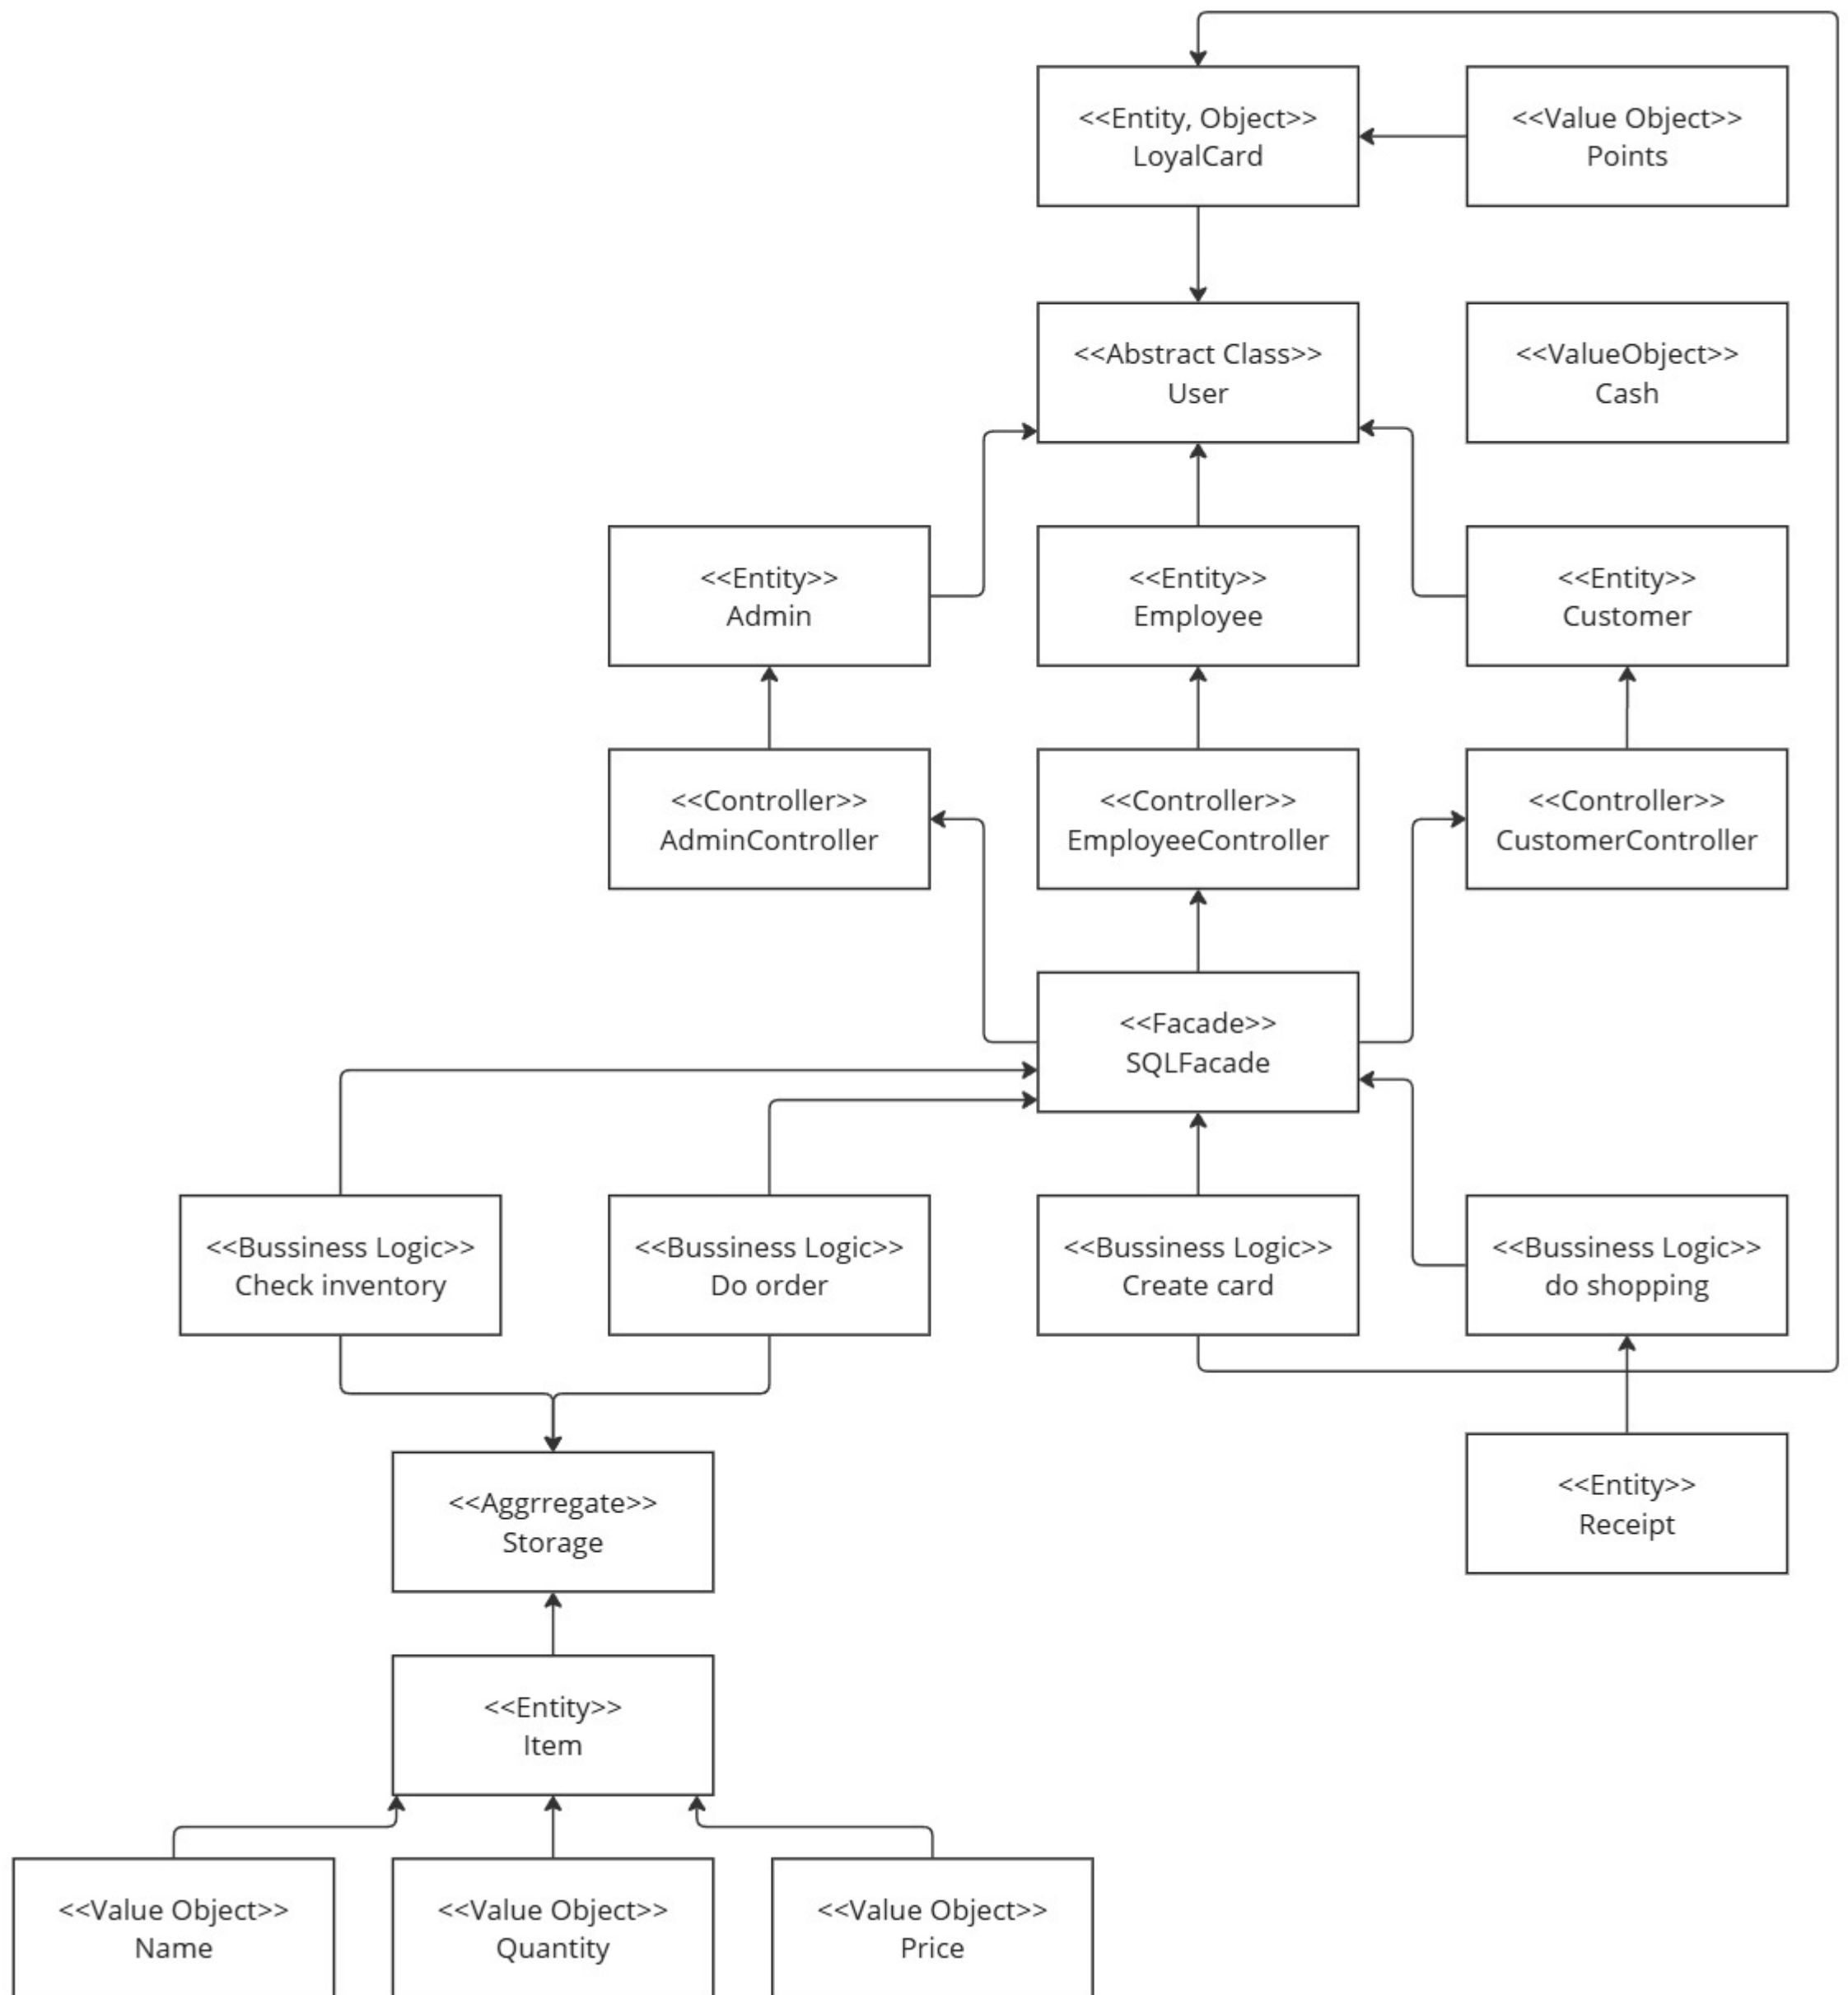 <<Entity, Object>>
LoyalCard
<<Value Object>>
Points
<<Abstract Class>>
User
<<ValueObject>>
Cash
<<Entity>>
Admin
<<Entity>>
Employee
<<Entity>>
Customer
<<Controller>>
AdminController
<<Controller>>
EmployeeController
<<Controller>>
CustomerController
<<Facade>>
SQLFacade
<<Bussiness Logic>>
Check inventory
<<Bussiness Logic>>
Do order
<<Bussiness Logic>>
Create card
<<Bussiness Logic>>
do shopping
<<Aggrregate>>
Storage
<<Entity>>
Receipt
<<Entity>>
Item
<<Value Object>>
Name
<<Value Object>>
Quantity
<<Value Object>>
Price